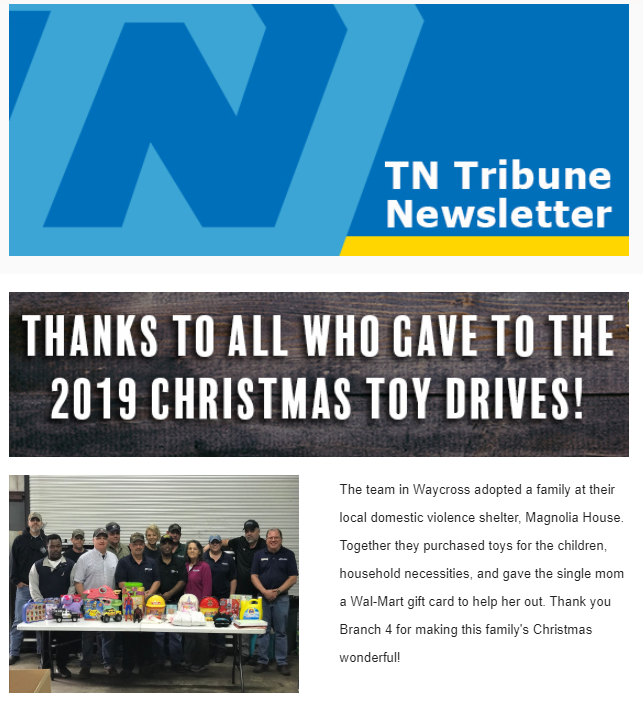 TN Tribune
Newsletter
THANKS TO ALL WHO GAVE TO THE
2019 CHRISTMAS TOY DRIVES!
The team in Waycross adopted a family at their
local domestic violence shelter, Magnolia House.
Together they purchased toys for the children,
household necessities, and gave the single mom
a Wal-Mart gift card to help her out. Thank you
Branch 4 for making this family's Christmas
wonderful!